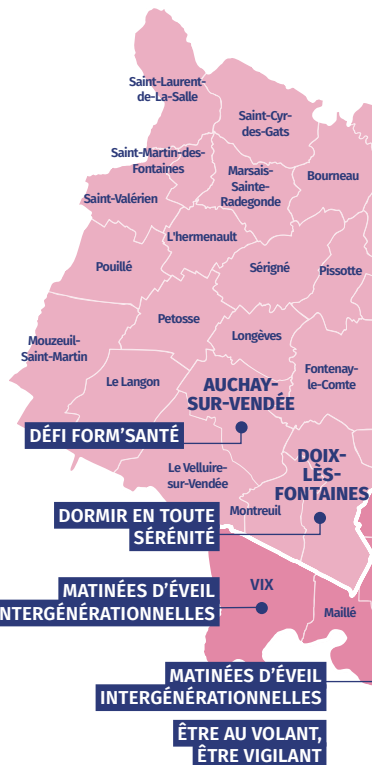 Saint-Laurent-
de-La-Salle
Saint-Cyr-
des-Gats
Saint-Martin-des-
Fontaines
Marsais-
Sainte-
Radegonde
Bourneau
Saint-Valérien
L'hermenault
Pouillé
Sérigné
Pissotte
Petosse
Longèves
Mouzeuil-
Saint-Martin
Le Langon
AUCHAY-
SUR-VENDÉE
Fontenay-
le-Comte
DÉFI FORM'SANTÉ
DOIX-
LÈS-
FONTAINES
Le Velluire-
sur-Vendée
Montreuil
DORMIR EN TOUTE
SÉRÉNITÉ
MATINÉES D'ÉVEIL
INTERGÉNÉRATIONNELLES
VIX
Maillé
MATINÉES D'ÉVEIL
INTERGÉNÉRATIONNELLES
ÊTRE AU VOLANT,
ÊTRE VIGILANT